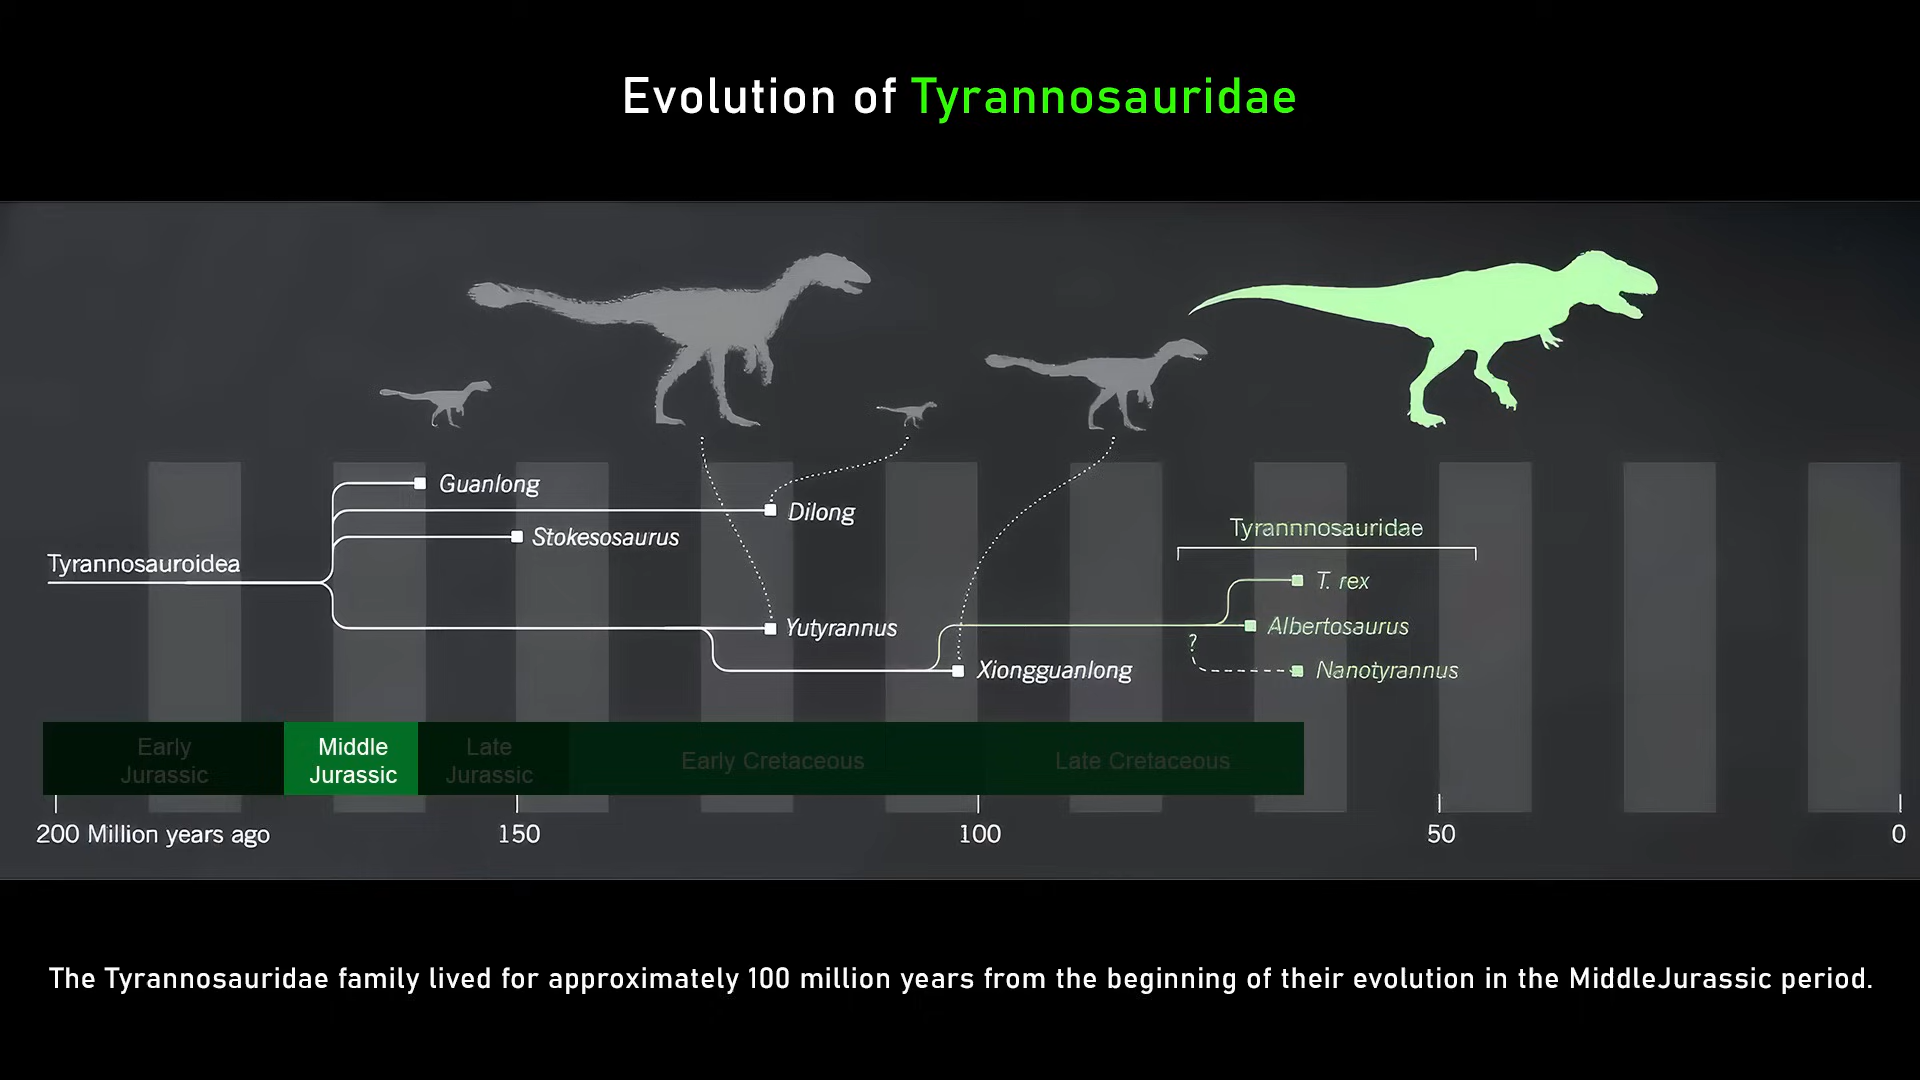 Evolution of Tyrannosauridae
Guanlong
Dilong
Stokesosaurus
Tyrannnosauridae
Tyrannosauroidea
T. rex
Yutyrannus
Albertosaurus
?
Xiongguanlong
Nanotyrannus
Early
Jurassic
Middle
Jurassic
Late
Jurassic
Early Cretaceous
Late Cretaceous
200 Million years ago
150
100
50
0
The Tyrannosauridae family lived for approximately 100 million years from the beginning of their evolution in the MiddleJurassic period.